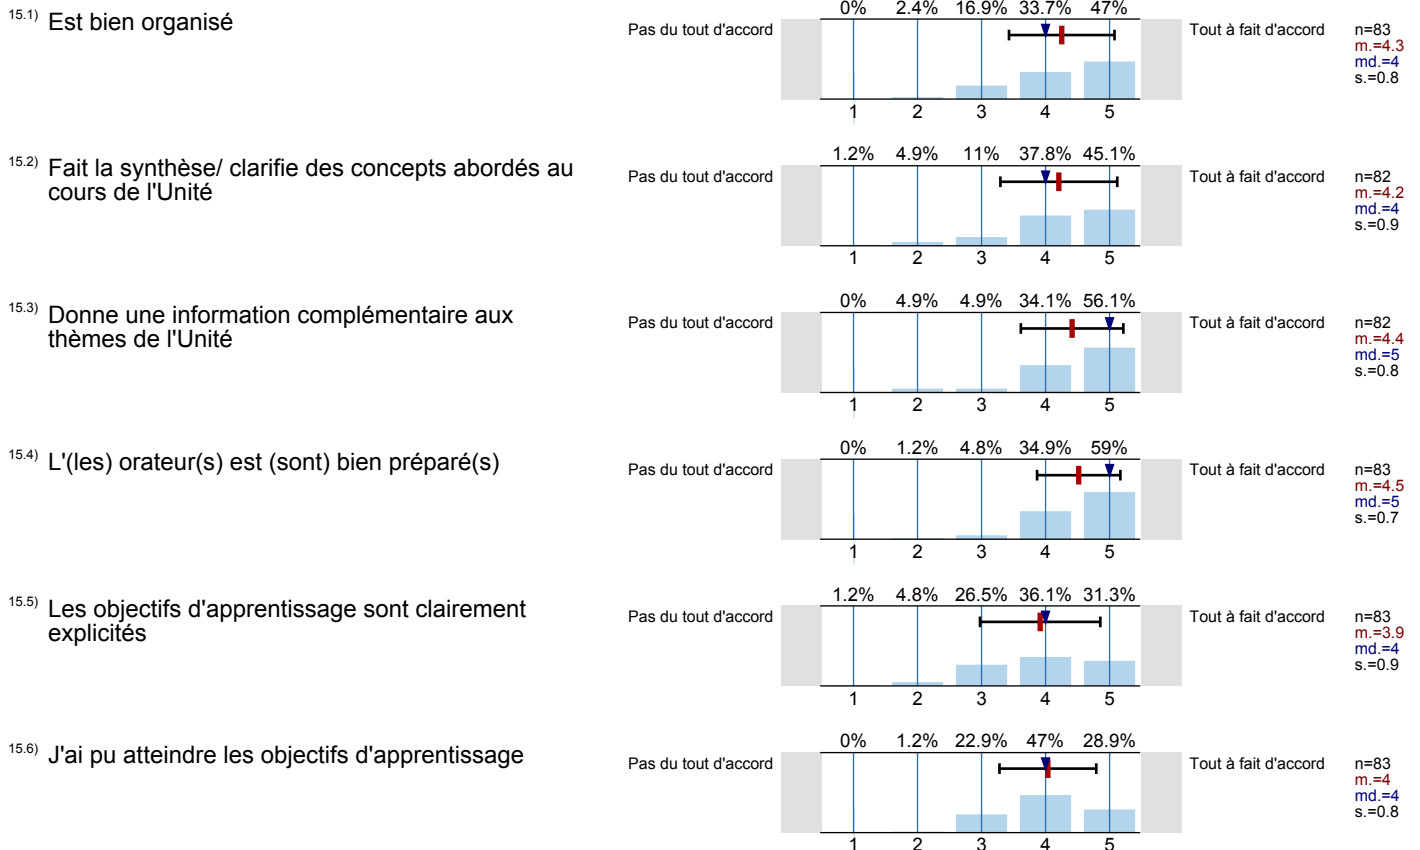 15.1) Est bien organisé
Pas du tout d'accord
0% 2.4% 16.9% 33.7% 47%
1 2 3 4 5
Tout à fait d'accord
n=83
m.=4.3
md.=4
s.=0.8
15.2) Fait la synthèse/ clarifie des concepts abordés au
cours de l'Unité
Pas du tout d'accord
1.2% 4.9% 11% 37.8% 45.1%
1 2 3 4 5
Tout à fait d'accord
n=82
m.=4.2
md.=4
s.=0.9
15.3) Donne une information complémentaire aux
thèmes de l'Unité
Pas du tout d'accord
0% 4.9% 4.9% 34.1% 56.1%
1 2 3 4 5
Tout à fait d'accord
n=82
m.=4.4
md.=5
s.=0.8
15.4) L'(les) orateur(s) est (sont) bien préparé(s)
Pas du tout d'accord
0% 1.2% 4.8% 34.9% 59%
1 2 3 4 5
Tout à fait d'accord
n=83
m.=4.5
md.=5
s.=0.7
15.5) Les objectifs d'apprentissage sont clairement
explicités
Pas du tout d'accord
1.2% 4.8% 26.5% 36.1% 31.3%
1 2 3 4 5
Tout à fait d'accord
n=83
m.=3.9
md.=4
s.=0.9
15.6) J'ai pu atteindre les objectifs d'apprentissage
Pas du tout d'accord
0% 1.2% 22.9% 47% 28.9%
1 2 3 4 5
Tout à fait d'accord
n=83
m.=4
md.=4
s.=0.8